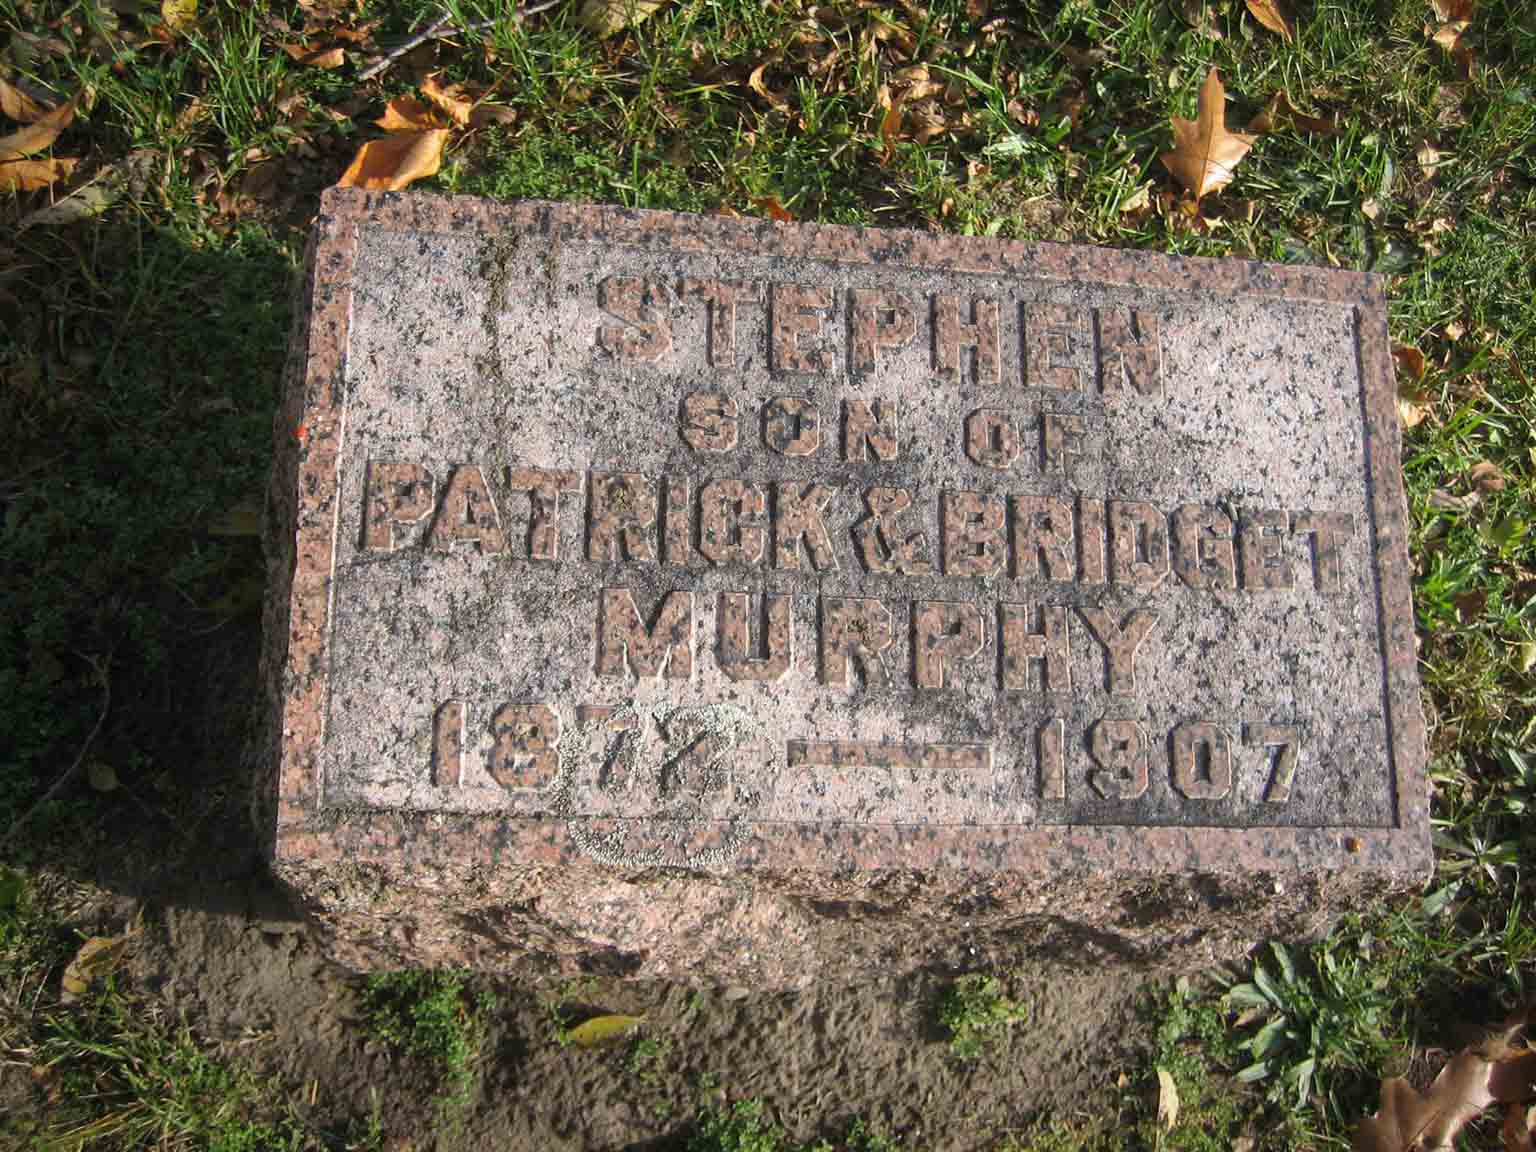 STEPHEN
SON OF
PATRICK & BRIDGET
MURPHY
1872 — 1907